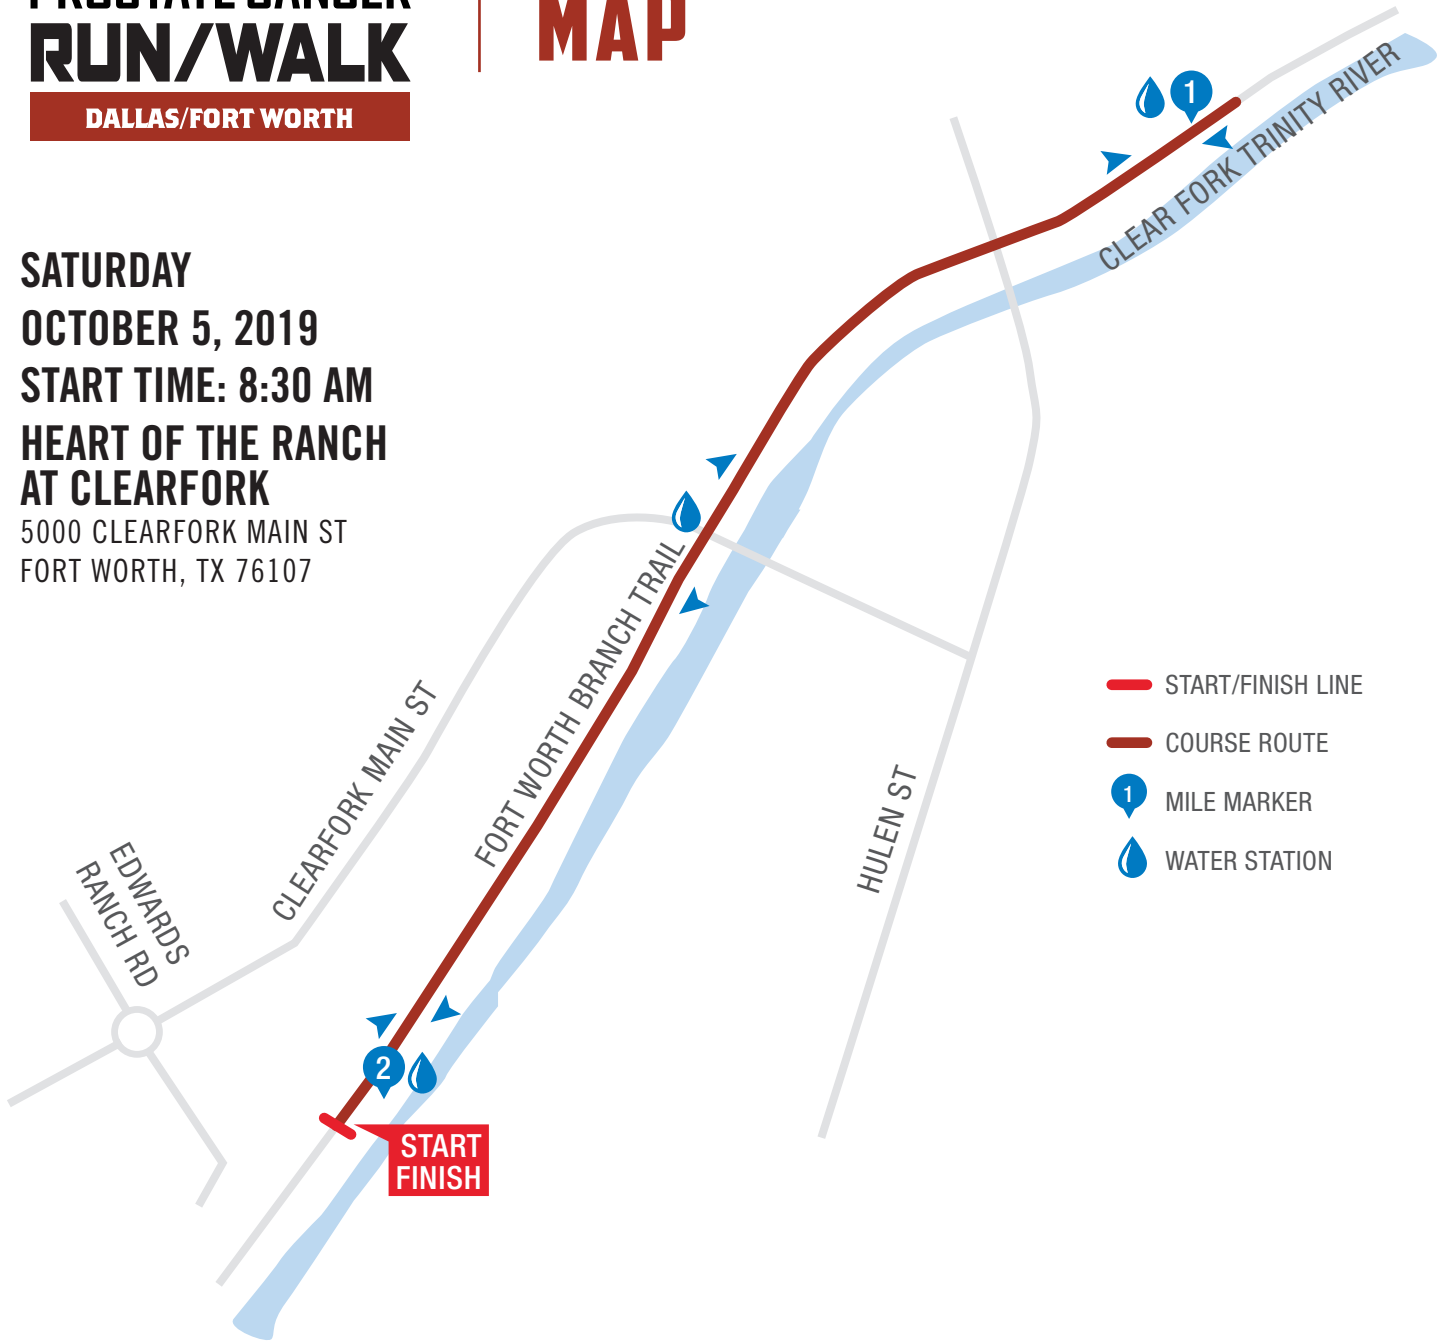 PROSTATE CANCER
RUN/WALK
DALLAS/FORT WORTH
MAP
SATURDAY
OCTOBER 5, 2019
START TIME: 8:30 AM
HEART OF THE RANCH
AT CLEARFORK
5000 CLEARFORK MAIN ST
FORT WORTH, TX 76107
1
CLEAR FORK TRINITY RIVER
FORT WORTH BRANCH TRAIL
CLEARFORK MAIN ST
HULEN ST
EDWARDS
RANCH RD
2
START
FINISH
START/FINISH LINE
COURSE ROUTE
1
MILE MARKER
WATER STATION